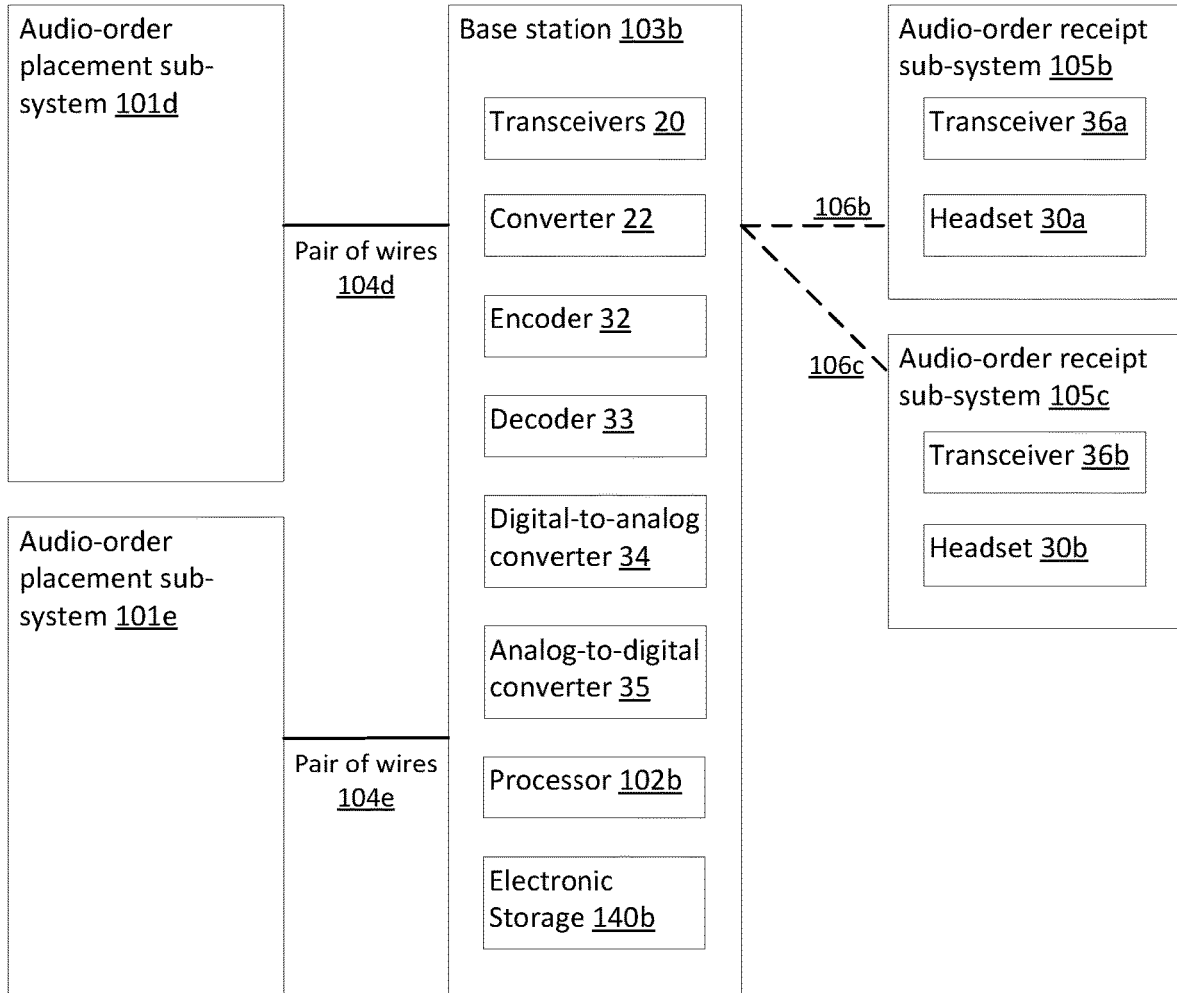 Audio-order
placement sub-
system 101d
Pair of wires
104d
Audio-order
placement sub-
system 101e
Pair of wires
104e
Base station 103b
Transceivers 20
Converter 22
Encoder 32
Decoder 33
Digital-to-analog
converter 34
Analog-to-digital
converter 35
Processor 102b
Electronic
Storage 140b
106b
106c
Audio-order receipt
sub-system 105b
Transceiver 36a
Headset 30a
Audio-order receipt
sub-system 105c
Transceiver 36b
Headset 30b